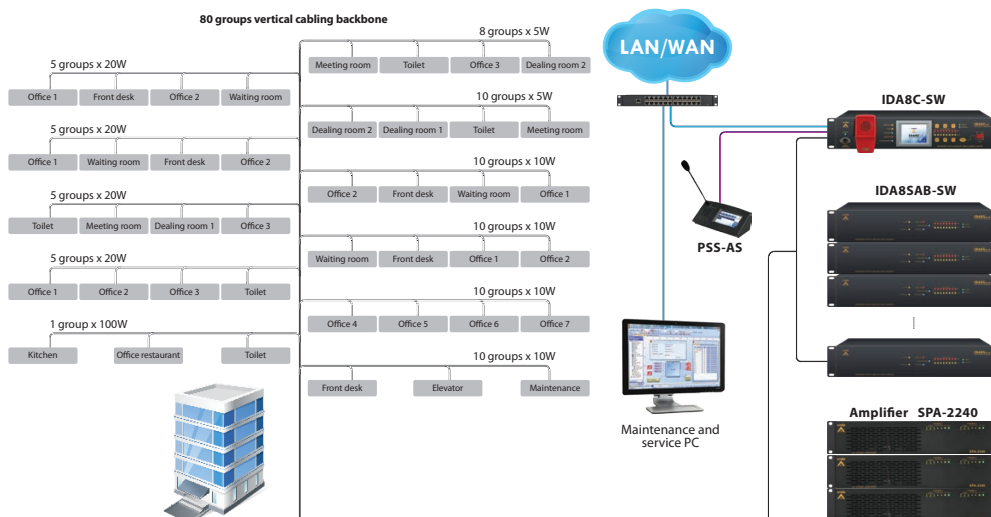 80 groups vertical cabling backbone
8 groups x 5W
Meeting room
Toilet
Office 3
Dealing room 2
5 groups x 20W
Office 1
Front desk
Office 2
Waiting room
10 groups x 5W
Dealing room 2
Dealing room 1
Toilet
Meeting room
5 groups x 20W
Office 1
Waiting room
Front desk
Office 2
10 groups x 10W
Office 2
Front desk
Waiting room
Office 1
5 groups x 20W
Toilet
Meeting room
Dealing room 1
Office 3
10 groups x 10W
Waiting room
Front desk
Office 1
Office 2
5 groups x 20W
Office 1
Office 2
Office 3
Toilet
10 groups x 10W
Office 4
Office 5
Office 6
Office 7
1 group x 100W
Kitchen
Office restaurant
Toilet
10 groups x 10W
Front desk
Elevator
Maintenance
LAN/WAN
IDA8C-SW
PSS-AS
IDA8SAB-SW
Maintenance and
service PC
Amplifier SPA-2240